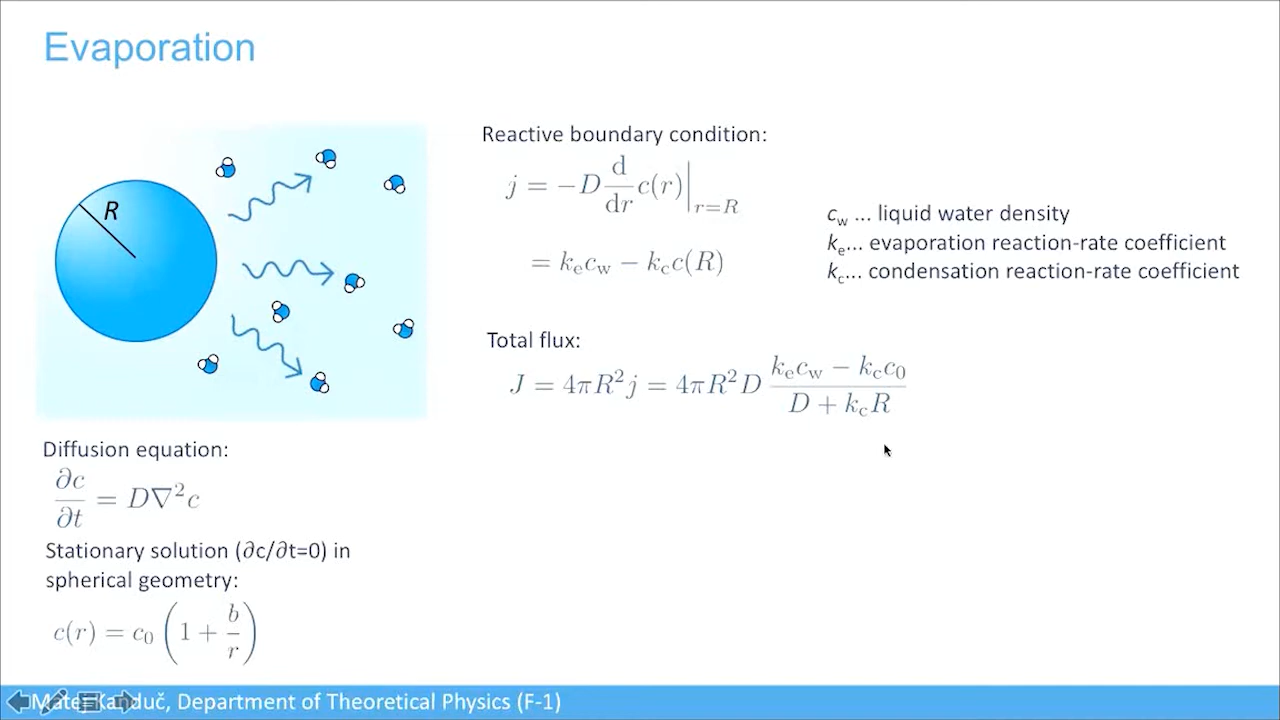 Evaporation
R
Reactive boundary condition:
j = −D d/dr c(r)|_{r=R}
= k_e c_w − k_c c(R)
c_w ... liquid water density
k_e... evaporation reaction-rate coefficient
k_c... condensation reaction-rate coefficient
Total flux:
J = 4πR² j = 4πR² D (k_e c_w − k_c c_0)/(D + k_c R)
Diffusion equation:
∂c/∂t = D∇²c
Stationary solution (∂c/∂t=0) in
spherical geometry:
c(r) = c_0 (1 + b/r)
Matej Kanduč, Department of Theoretical Physics (F-1)